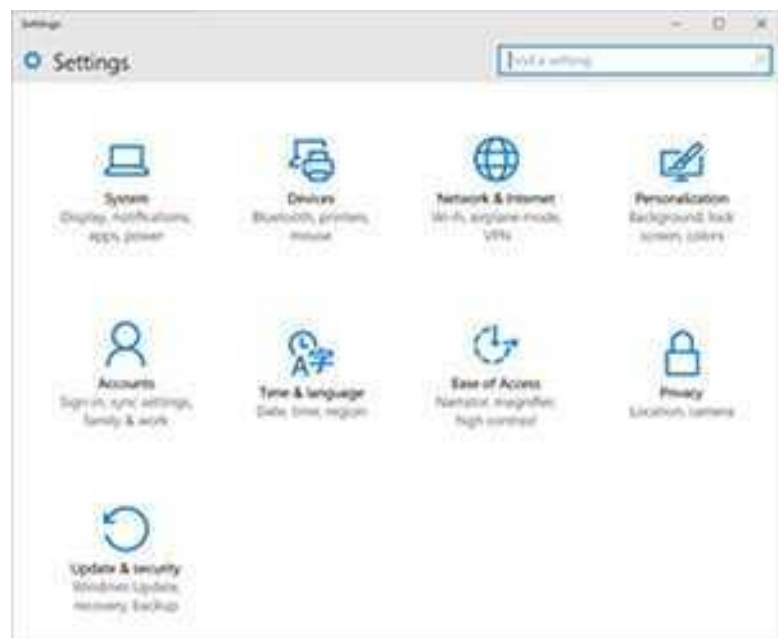 Settings
Settings
Find a setting
System
Display, notifications,
apps, power
Devices
Bluetooth, printers,
mouse
Network & Internet
Wi-Fi, airplane mode,
VPN
Personalization
Background, lock
screen, colors
Accounts
Sign-in, sync settings,
family & work
A字
Time & language
Date, time, region
Ease of Access
Narrator, magnifier,
high contrast
Privacy
Location, camera
Update & security
Windows Update,
recovery, backup